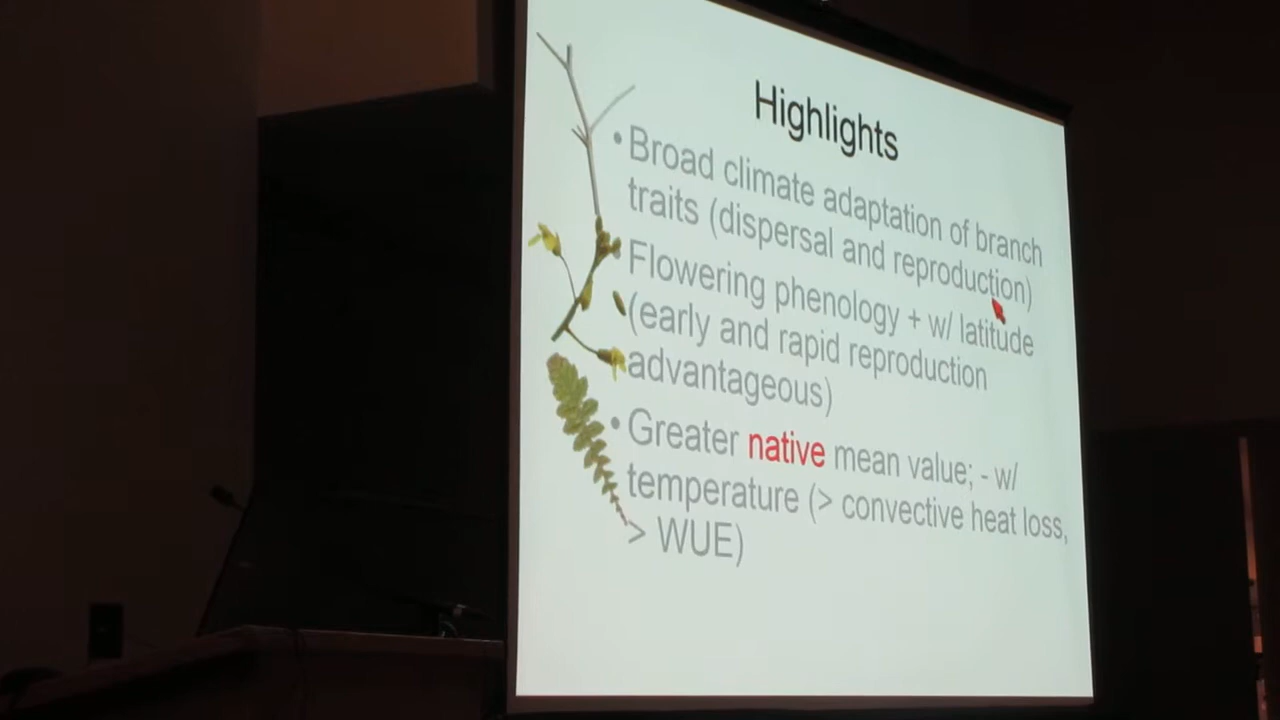 Highlights
• Broad climate adaptation of branch
traits (dispersal and reproduction)
• Flowering phenology + w/ latitude
(early and rapid reproduction
advantageous)
• Greater native mean value; - w/
temperature (> convective heat loss,
> WUE)